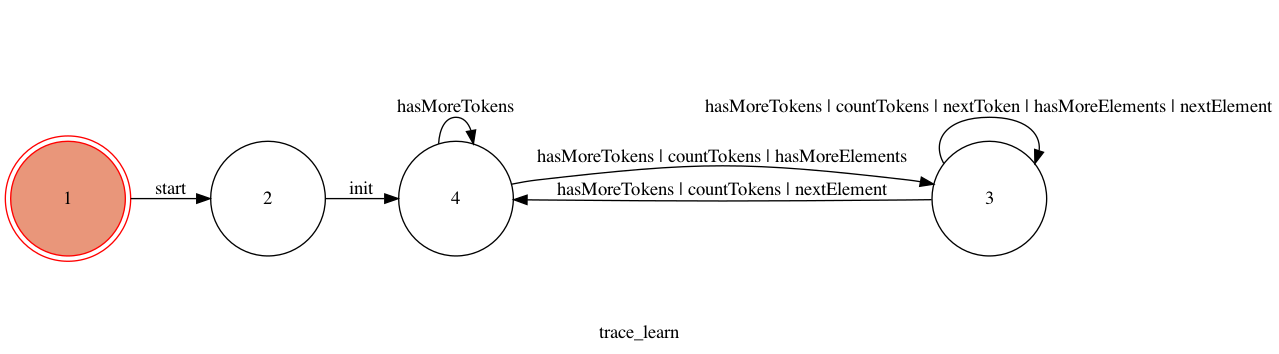 hasMoreTokens
hasMoreTokens | countTokens | nextToken | hasMoreElements | nextElement
hasMoreTokens | countTokens | hasMoreElements
hasMoreTokens | countTokens | nextElement
1
start
2
init
4
3
trace_learn